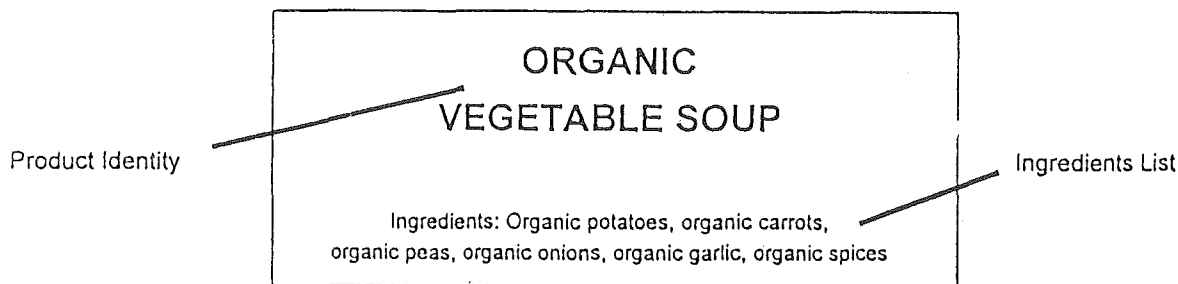 ORGANIC
VEGETABLE SOUP
Product Identity
Ingredients List
Ingredients: Organic potatoes, organic carrots,
organic peas, organic onions, organic garlic, organic spices